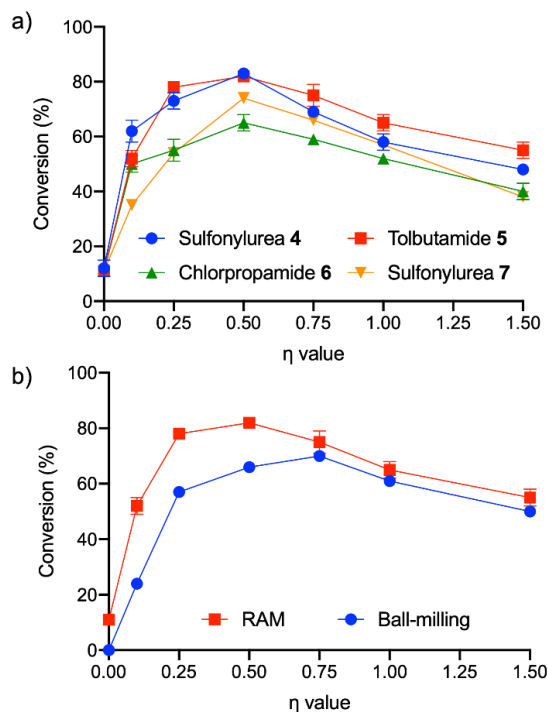 a)
100
80
60
40
20
0
Conversion (%)
Sulfonylurea 4
Tolbutamide 5
Chlorpropamide 6
Sulfonylurea 7
0.00 0.25 0.50 0.75 1.00 1.25 1.50
η value
b)
100
80
60
40
20
0
Conversion (%)
RAM
Ball-milling
0.00 0.25 0.50 0.75 1.00 1.25 1.50
η value